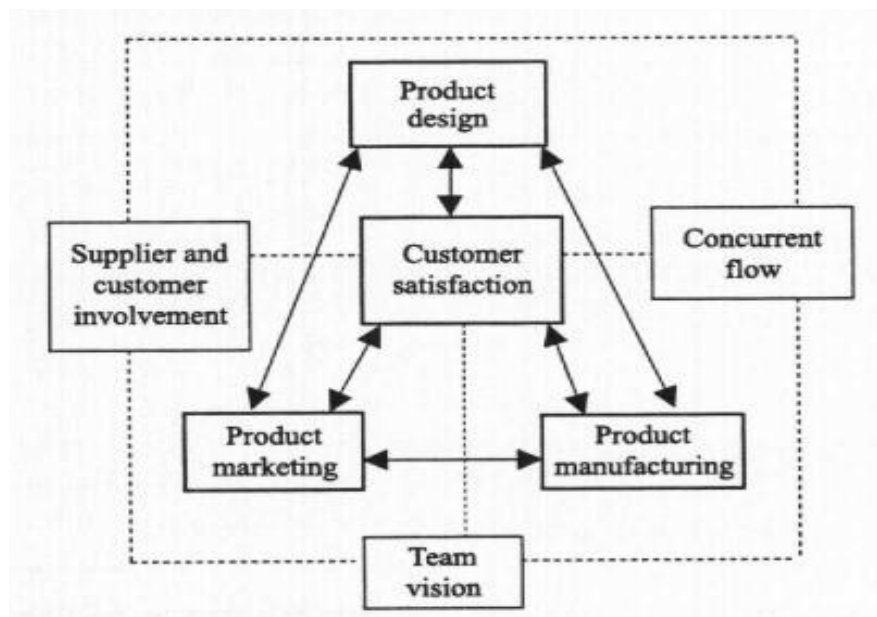 Product
design
Supplier and
customer
involvement
Customer
satisfaction
Concurrent
flow
Product
marketing
Product
manufacturing
Team
vision